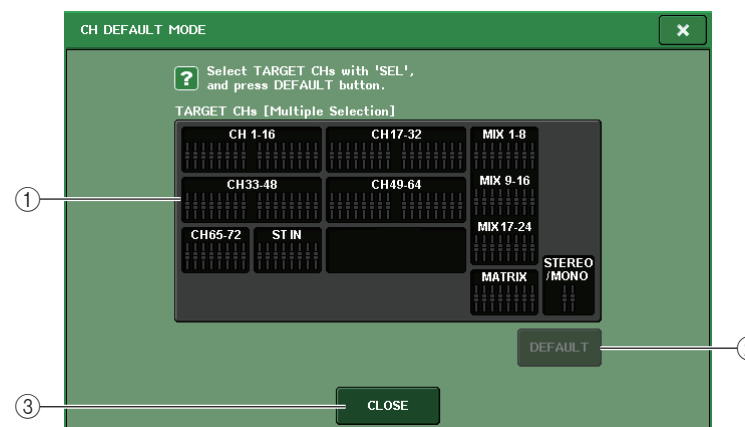 CH DEFAULT MODE
×
? Select TARGET CHs with 'SEL',
and press DEFAULT button.
TARGET CHs [Multiple Selection]
CH 1-16 CH17-32 MIX 1-8
CH33-48 CH49-64 MIX 9-16
CH65-72 ST IN MIX17-24
MATRIX STEREO
/MONO
DEFAULT
CLOSE
①
③